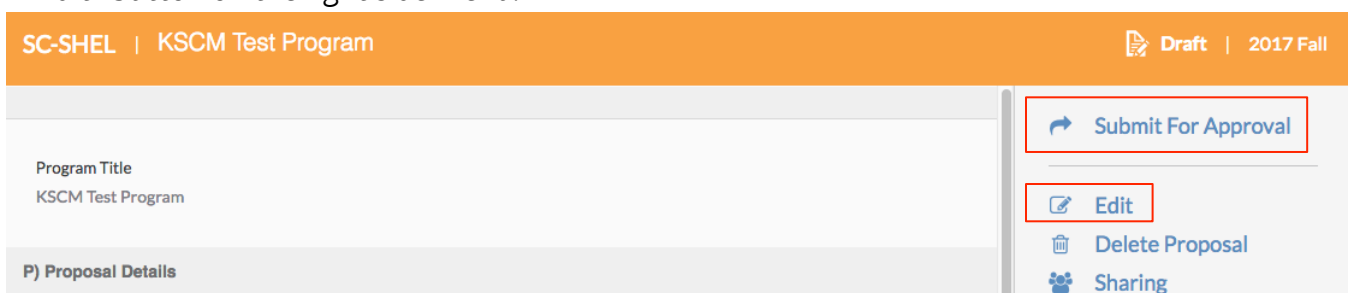 SC-SHEL | KSCM Test Program
Draft | 2017 Fall
Submit For Approval
Program Title
KSCM Test Program
Edit
Delete Proposal
P) Proposal Details
Sharing